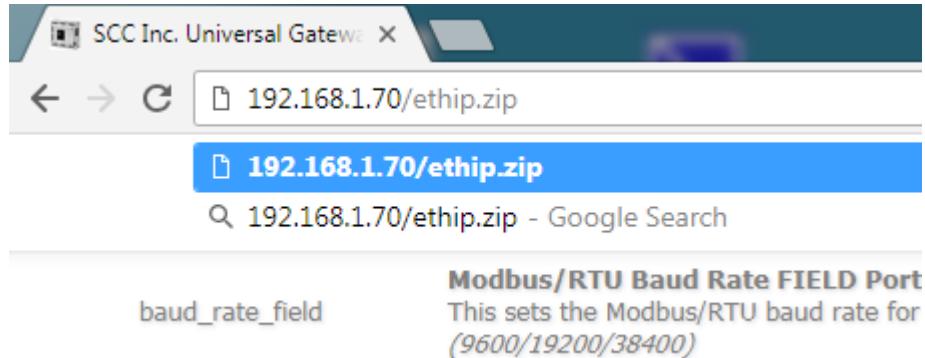 SCC Inc. Universal Gatewa
192.168.1.70/ethip.zip
192.168.1.70/ethip.zip
192.168.1.70/ethip.zip - Google Search
Modbus/RTU Baud Rate FIELD Port
baud_rate_field
This sets the Modbus/RTU baud rate for
(9600/19200/38400)